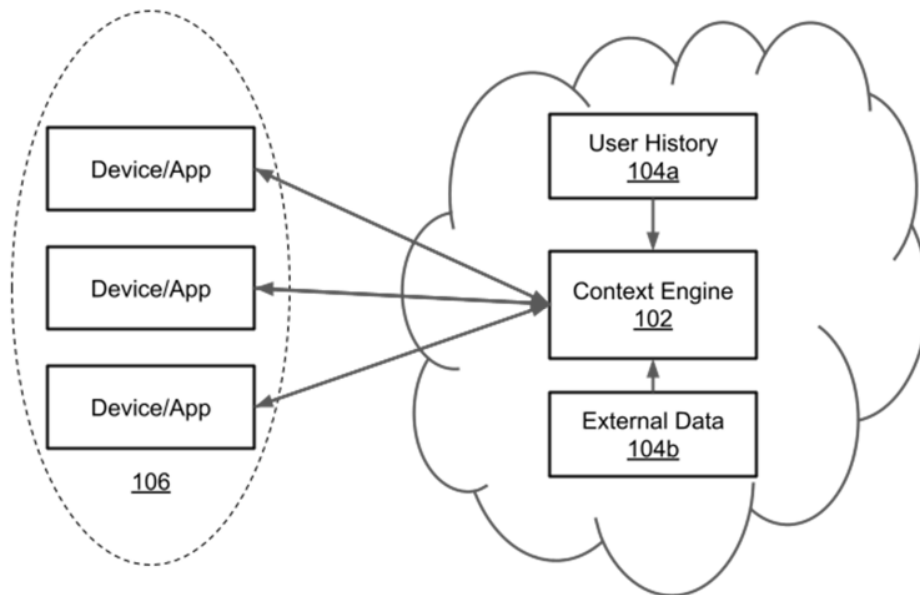 Device/App
Device/App
Device/App
106
User History
104a
Context Engine
102
External Data
104b